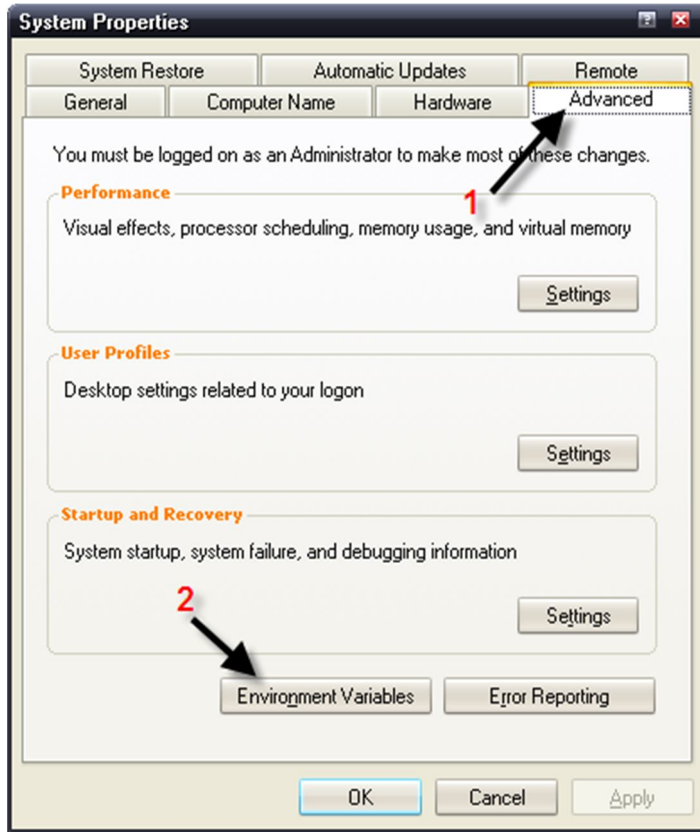 System Properties
System Restore Automatic Updates Remote
General Computer Name Hardware Advanced
You must be logged on as an Administrator to make most of these changes.
1
Performance
Visual effects, processor scheduling, memory usage, and virtual memory
Settings
User Profiles
Desktop settings related to your logon
Settings
Startup and Recovery
System startup, system failure, and debugging information
2
Settings
Environment Variables Error Reporting
OK Cancel Apply